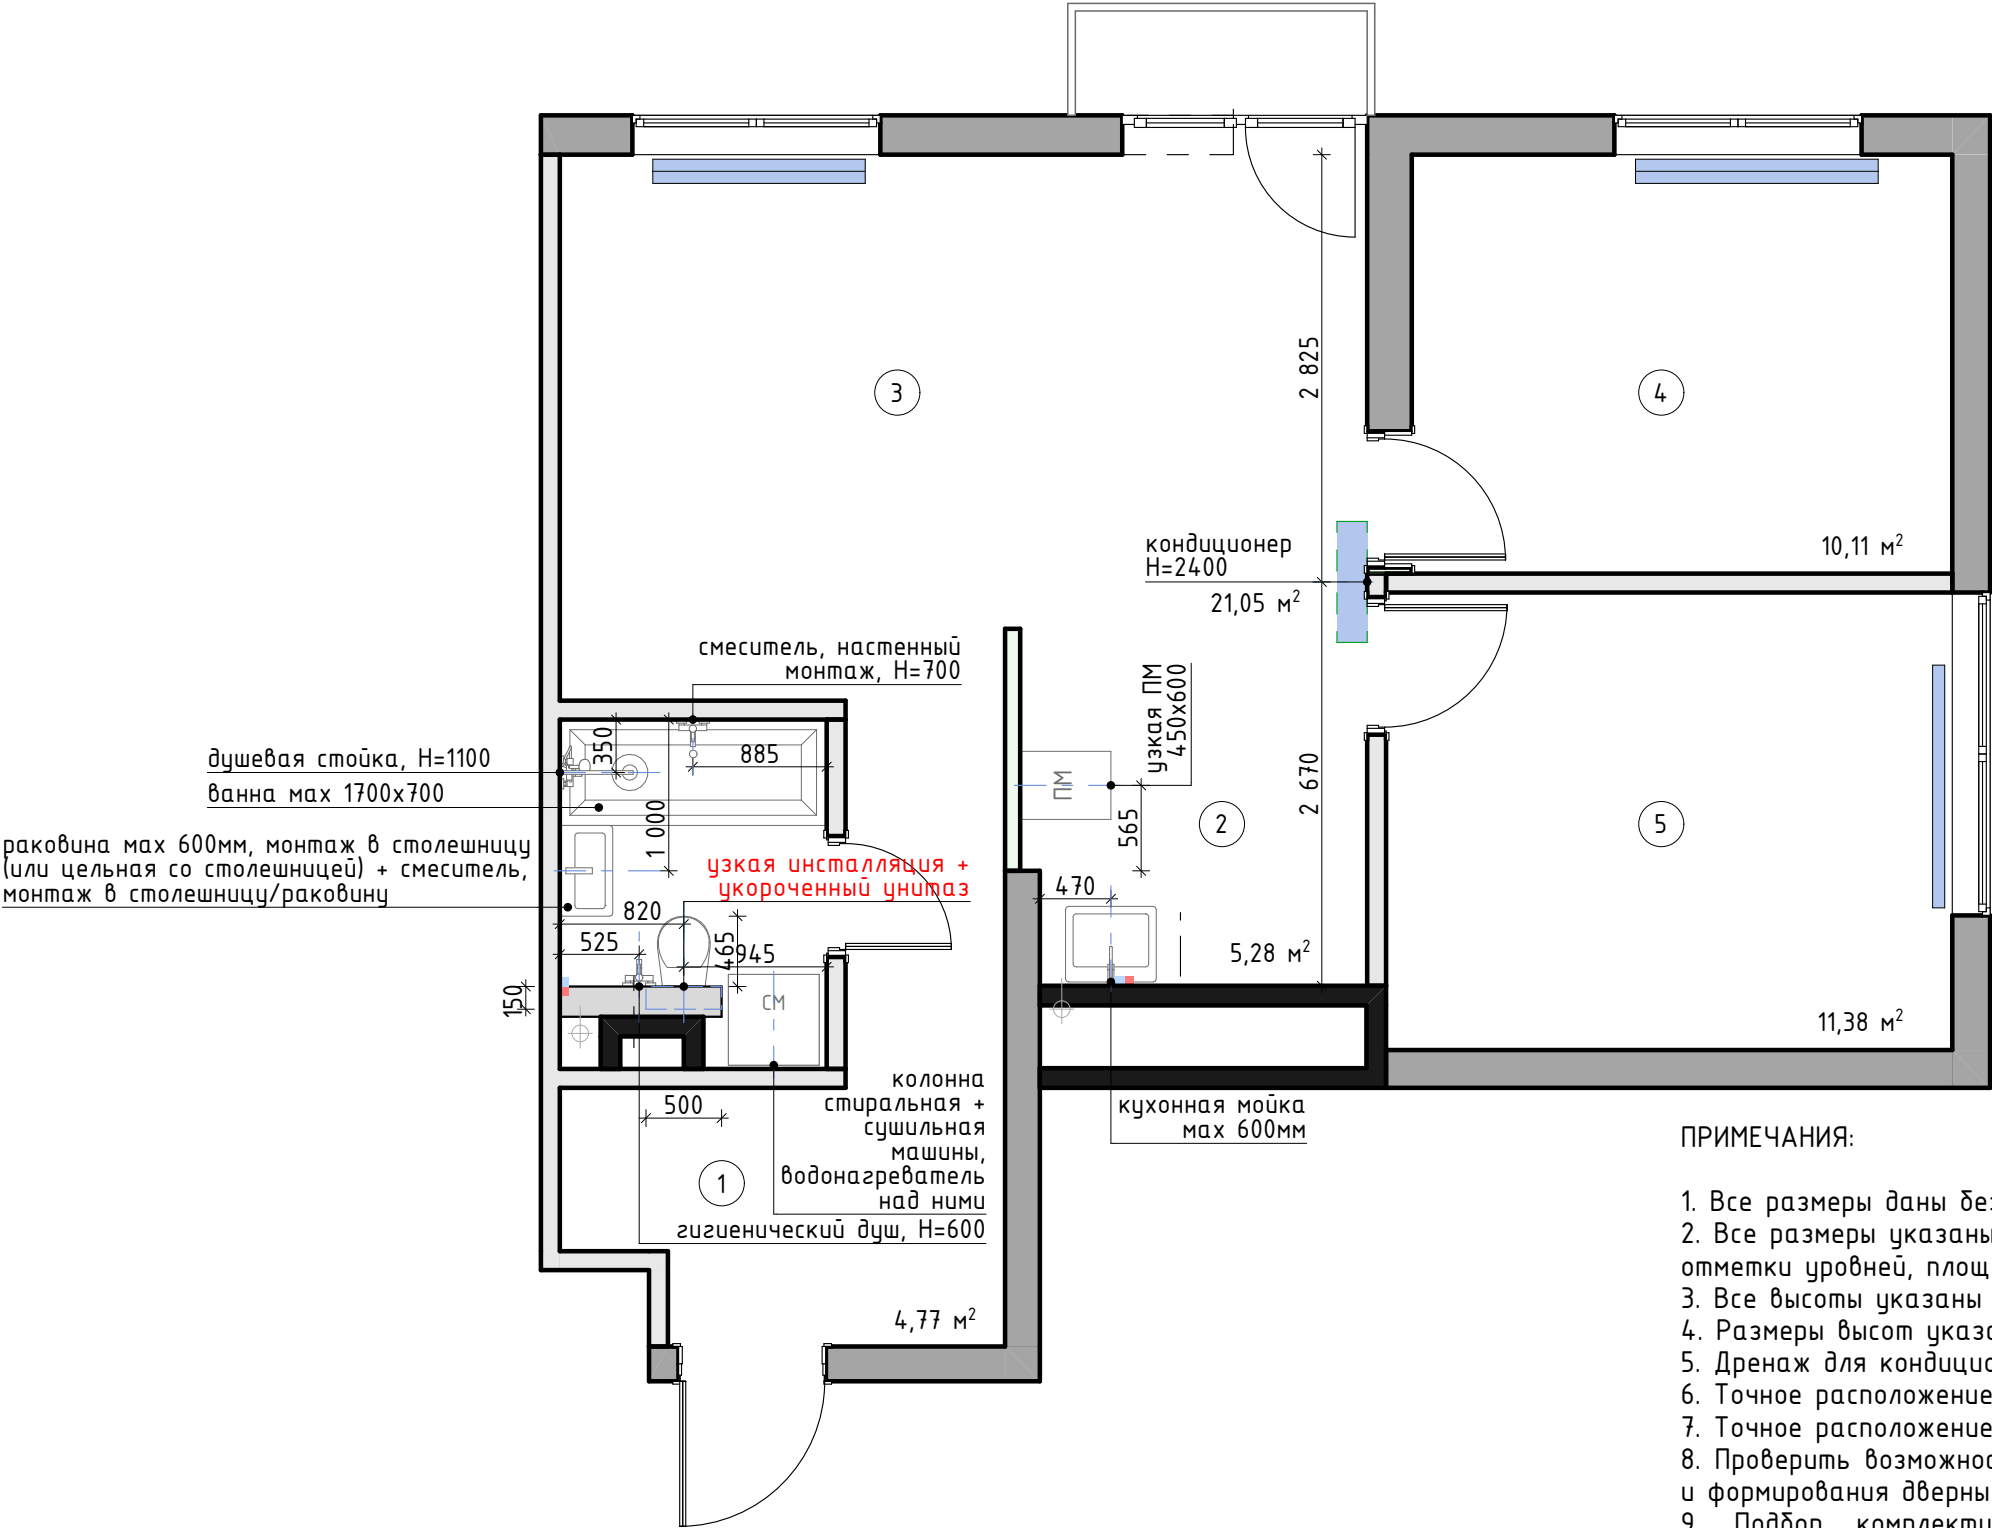 3
2 825
4
кондиционер
H=2400
21,05 м²
10,11 м²
смеситель, настенный
монтаж, H=700
узкая ПМ
450x600
душевая стойка, H=1100
ванна max 1700x700
350
885
1 000
ПМ
565
2
2 670
5
раковина max 600мм, монтаж в столешницу
(или цельная со столешницей) + смеситель,
монтаж в столешницу/раковину
узкая инсталляция +
укороченный унитаз
820
525
465
945
150
СМ
470
5,28 м²
11,38 м²
500
1
колонна
стиральная +
сушильная
машины,
водонагреватель
над ними
гигиенический душ, H=600
кухонная мойка
max 600мм
4,77 м²
ПРИМЕЧАНИЯ:
1. Все размеры даны
2. Все размеры указаны
отметки уровней,
3. Все высоты указаны
4. Размеры высот
5. Дренаж для
6. Точное расположение
7. Точное расположение
8. Проверить
и формирования
9. Подбор